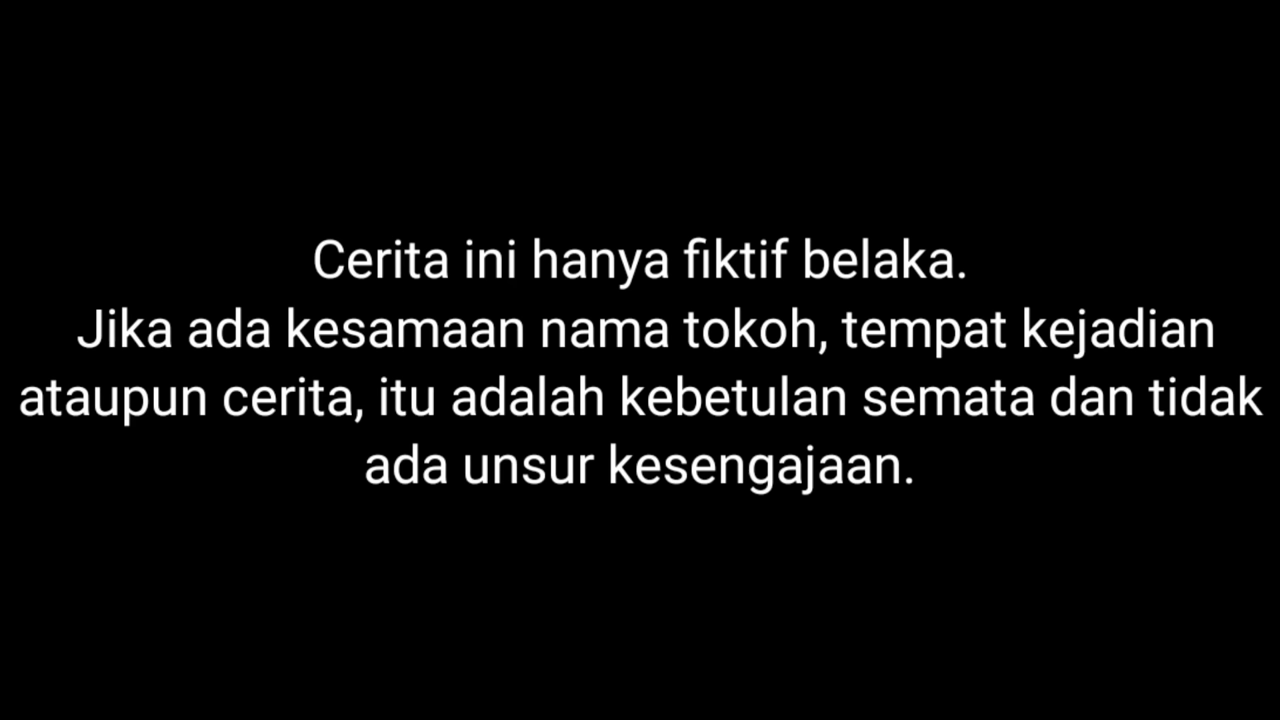 Cerita ini hanya fiktif belaka.
Jika ada kesamaan nama tokoh, tempat kejadian
ataupun cerita, itu adalah kebetulan semata dan tidak
ada unsur kesengajaan.